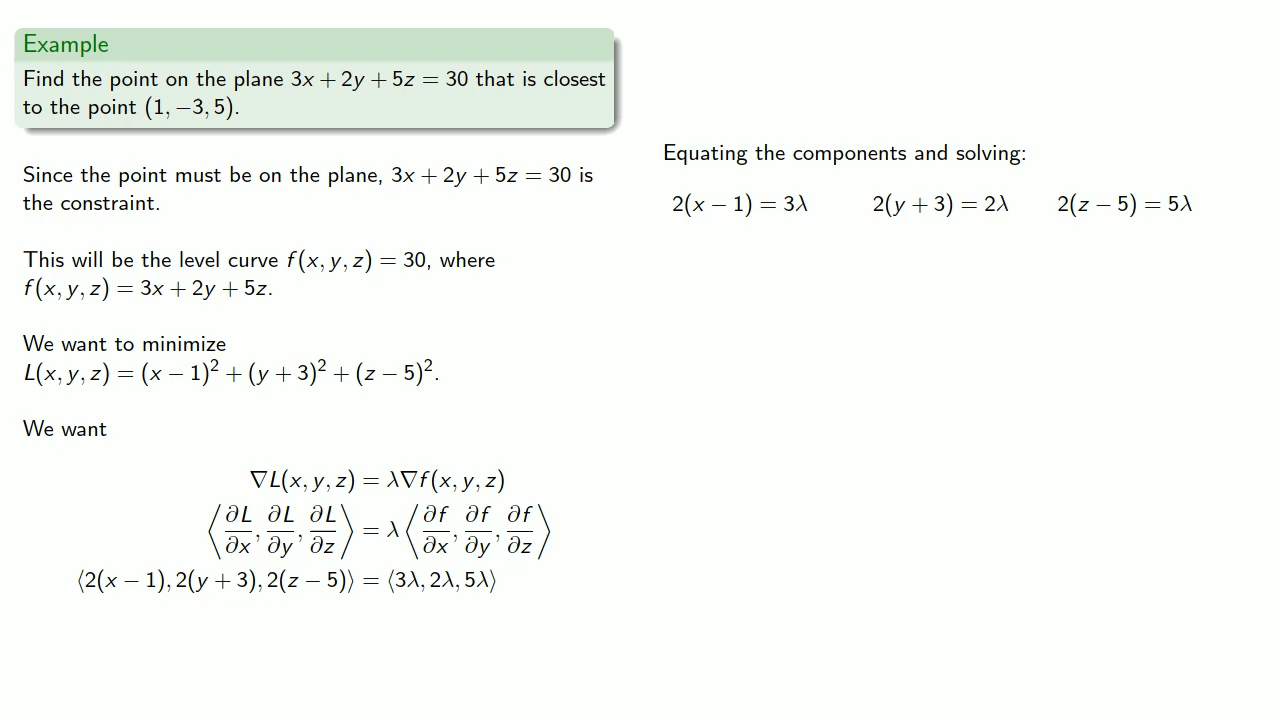 Example
Find the point on the plane 3x + 2y + 5z = 30 that is closest
to the point (1, −3, 5).
Since the point must be on the plane, 3x + 2y + 5z = 30 is
the constraint.
This will be the level curve f(x, y, z) = 30, where
f(x, y, z) = 3x + 2y + 5z.
We want to minimize
L(x, y, z) = (x − 1)² + (y + 3)² + (z − 5)².
We want
∇L(x, y, z) = λ∇f(x, y, z)
⟨∂L/∂x, ∂L/∂y, ∂L/∂z⟩ = λ⟨∂f/∂x, ∂f/∂y, ∂f/∂z⟩
⟨2(x − 1), 2(y + 3), 2(z − 5)⟩ = ⟨3λ, 2λ, 5λ⟩
Equating the components and solving:
2(x − 1) = 3λ 2(y + 3) = 2λ 2(z − 5) = 5λ